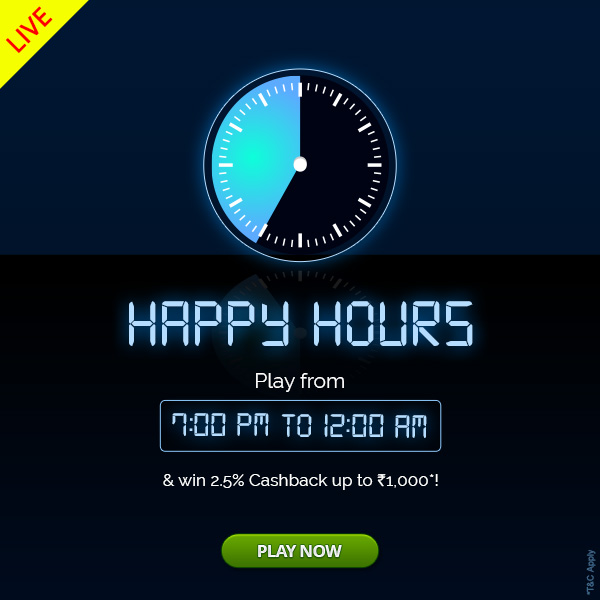 LIVE
HAPPY HOURS
Play from
7:00 PM TO 12:00 AM
& win 2.5% Cashback up to ₹1,000*!
PLAY NOW
*T&C Apply